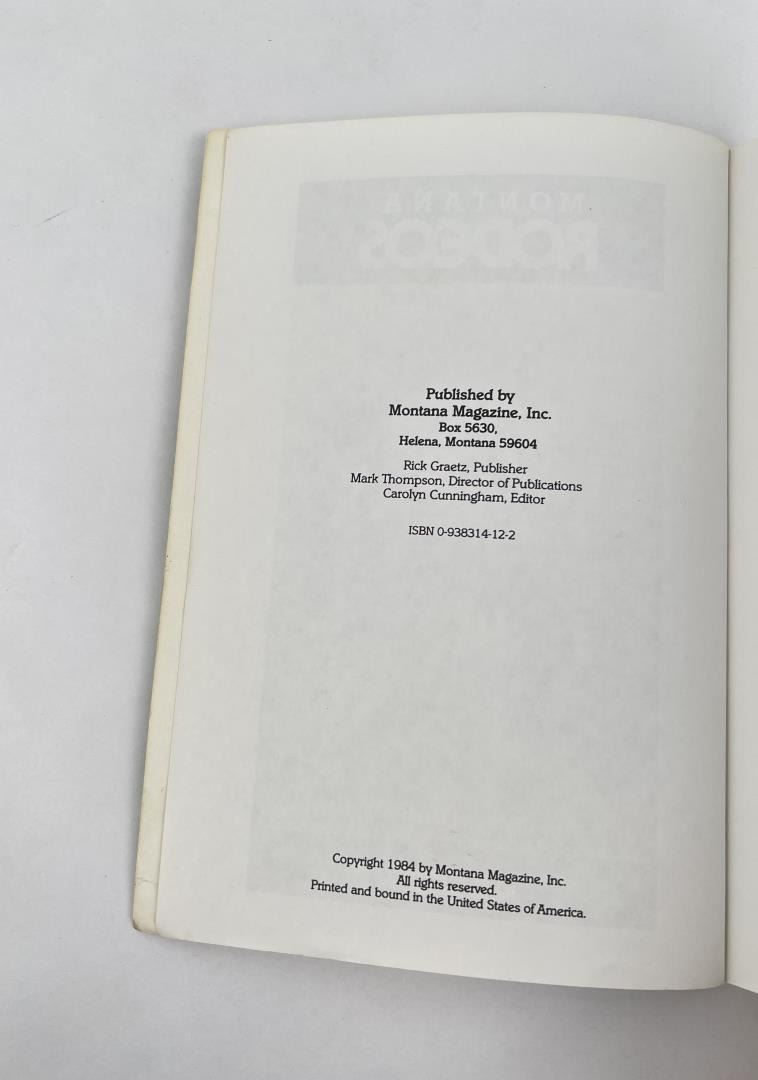 MONTANA
RODEOS
Published by
Montana Magazine, Inc.
Box 5630,
Helena, Montana 59604
Rick Graetz, Publisher
Mark Thompson, Director of Publications
Carolyn Cunningham, Editor
ISBN 0-938314-12-2
Copyright 1984 by Montana Magazine, Inc.
All rights reserved.
Printed and bound in the United States of America.